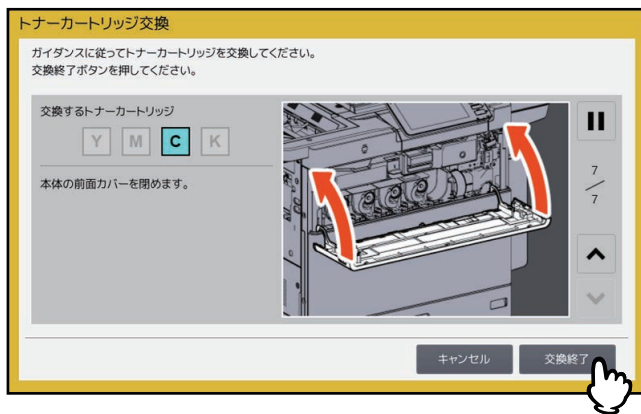 トナーカートリッジ交換
ガイダンスに従ってトナーカートリッジを交換してください。
交換終了ボタンを押してください。
交換するトナーカートリッジ
Y M C K
本体の前面カバーを閉めます。
7
7
キャンセル 交換終了